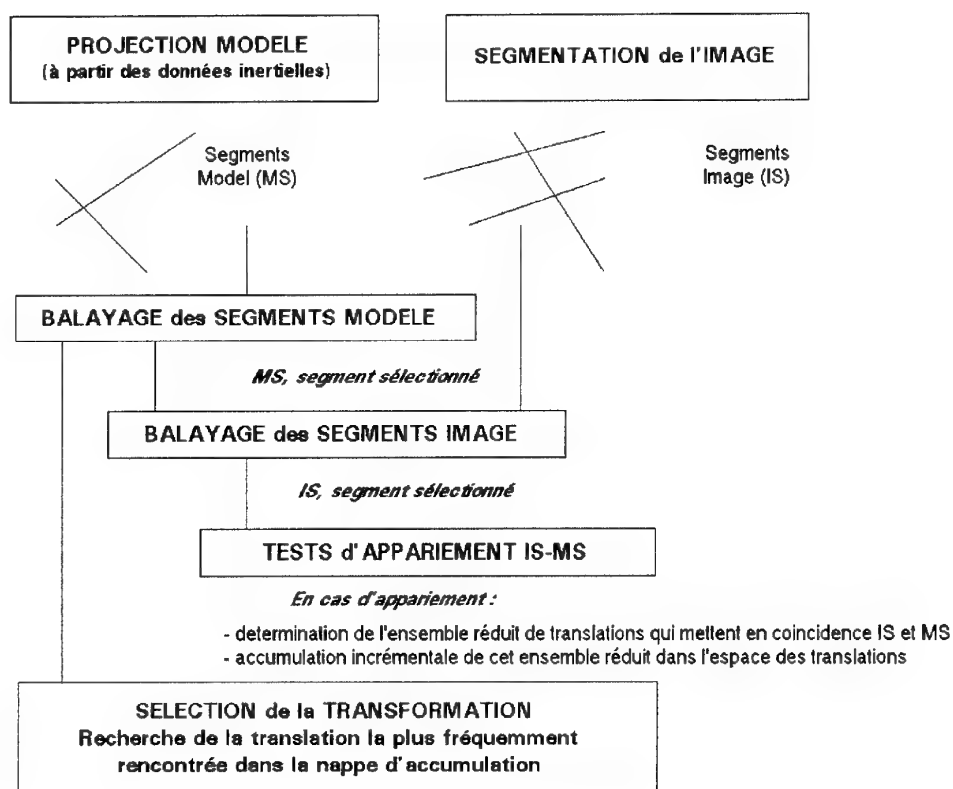 PROJECTION MODELE
(à partir des données inertielles)
SEGMENTATION de l'IMAGE
Segments
Model (MS)
Segments
Image (IS)
BALAYAGE des SEGMENTS MODELE
MS, segment sélectionné
BALAYAGE des SEGMENTS IMAGE
IS, segment sélectionné
TESTS d'APPARIEMENT IS-MS
En cas d'appariement :
- determination de l'ensemble réduit de translations qui mettent en coincidence IS et MS
- accumulation incrémentale de cet ensemble réduit dans l'espace des translations
SELECTION de la TRANSFORMATION
Recherche de la translation la plus fréquemment
rencontrée dans la nappe d'accumulation